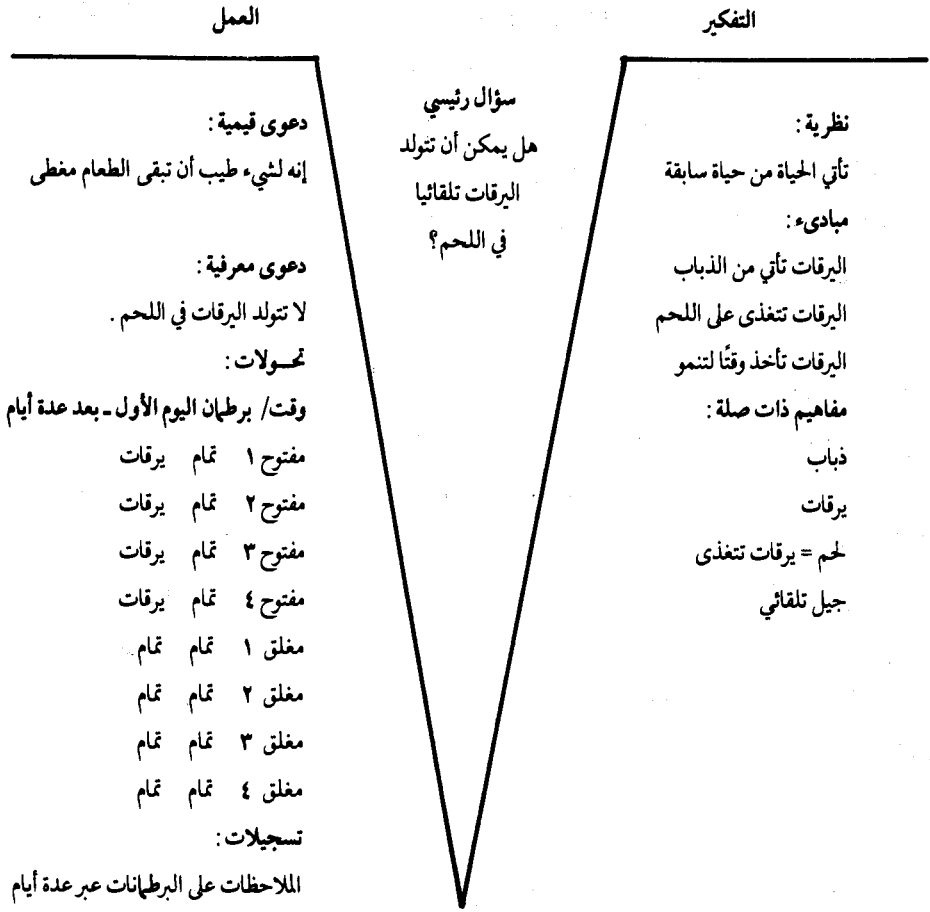 التفكير
نظرية :
تأتي الحياة من حياة سابقة
مبادىء :
اليرقات تأتي من الذباب
اليرقات تتغذى على اللحم
اليرقات تأخذ وقتًا لتنمو
مفاهيم ذات صلة :
ذباب
يرقات
لحم = يرقات تتغذى
جيل تلقائي
سؤال رئيسي
هل يمكن أن تتولد
اليرقات تلقائيا
في اللحم؟
العمل
دعوى قيمية :
إنه لشيء طيب أن تبقى الطعام مغطى
دعوى معرفية :
لا تتولد اليرقات في اللحم .
تحـولات :
وقت/ برطمان اليوم الأول ـ بعد عدة أيام
مفتوح ١ تمام يرقات
مفتوح ٢ تمام يرقات
مفتوح ٣ تمام يرقات
مفتوح ٤ تمام يرقات
مغلق ١ تمام تمام
مغلق ٢ تمام تمام
مغلق ٣ تمام تمام
مغلق ٤ تمام تمام
تسجيلات :
الملاحظات على البرطمانات عبر عدة أيام